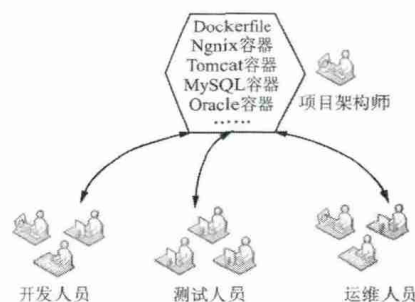 Dockerfile
Ngnix容器
Tomcat容器
MySQL容器
Oracle容器
……
项目架构师
开发人员
测试人员
运维人员